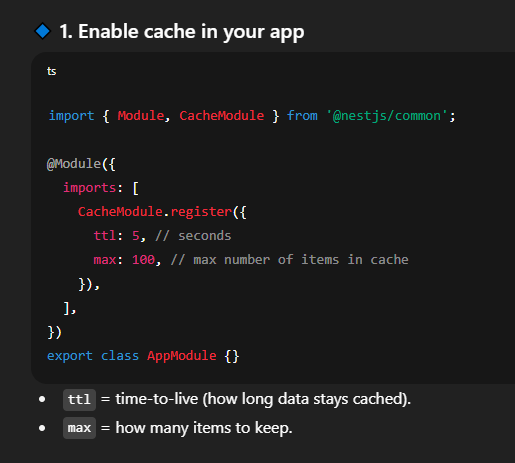 1. Enable cache in your app
ts
import { Module, CacheModule } from '@nestjs/common';
@Module({
  imports: [
    CacheModule.register({
      ttl: 5, // seconds
      max: 100, // max number of items in cache
    }),
  ],
})
export class AppModule {}
• ttl = time-to-live (how long data stays cached).
• max = how many items to keep.